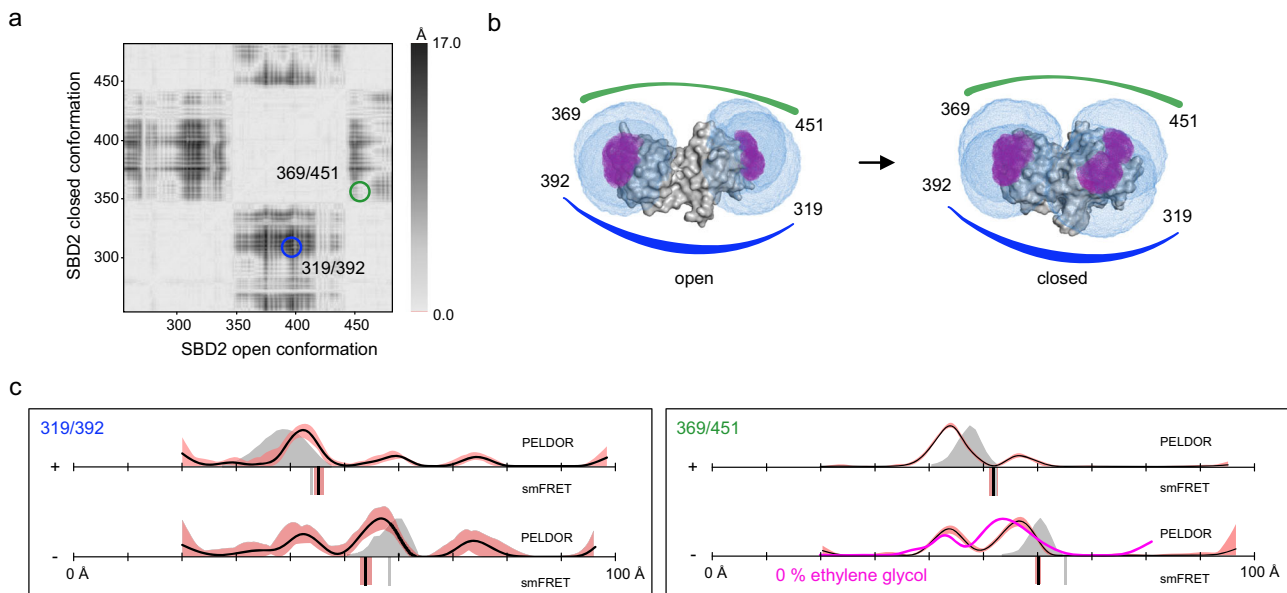 a
Å
17.0
0.0
SBD2 closed conformation
450
400
350
300
369/451
319/392
300
350
400
450
SBD2 open conformation
b
369
451
392
319
open
369
451
392
319
closed
c
319/392
PELDOR
+
smFRET
PELDOR
-
0 Å
smFRET
100 Å
369/451
PELDOR
+
smFRET
PELDOR
-
0 % ethylene glycol
0 Å
smFRET
100 Å